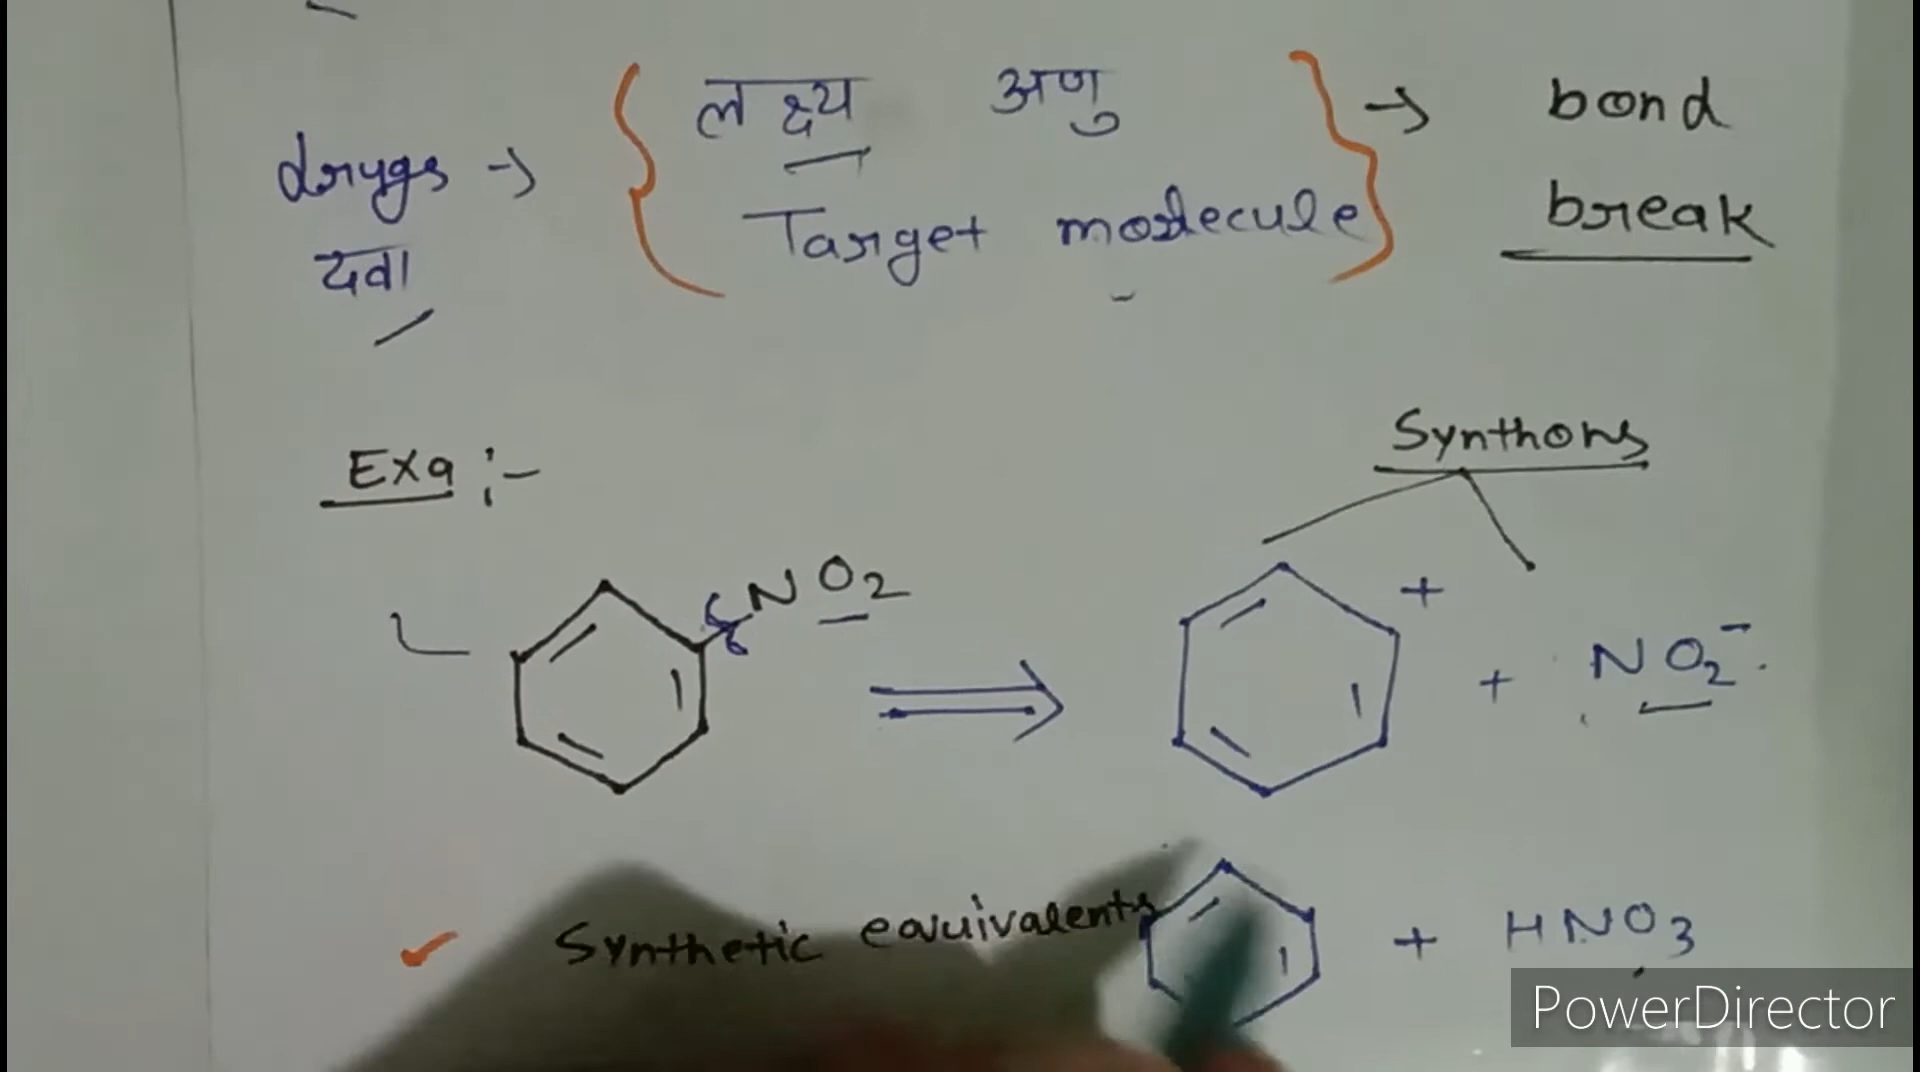 drugs → { लक्ष्य अणु } → bond
दवा Target molecule break
Exa :-
Synthons
NO2 ⟹ + + NO2-
✓ Synthetic equivalents + HNO3
PowerDirector